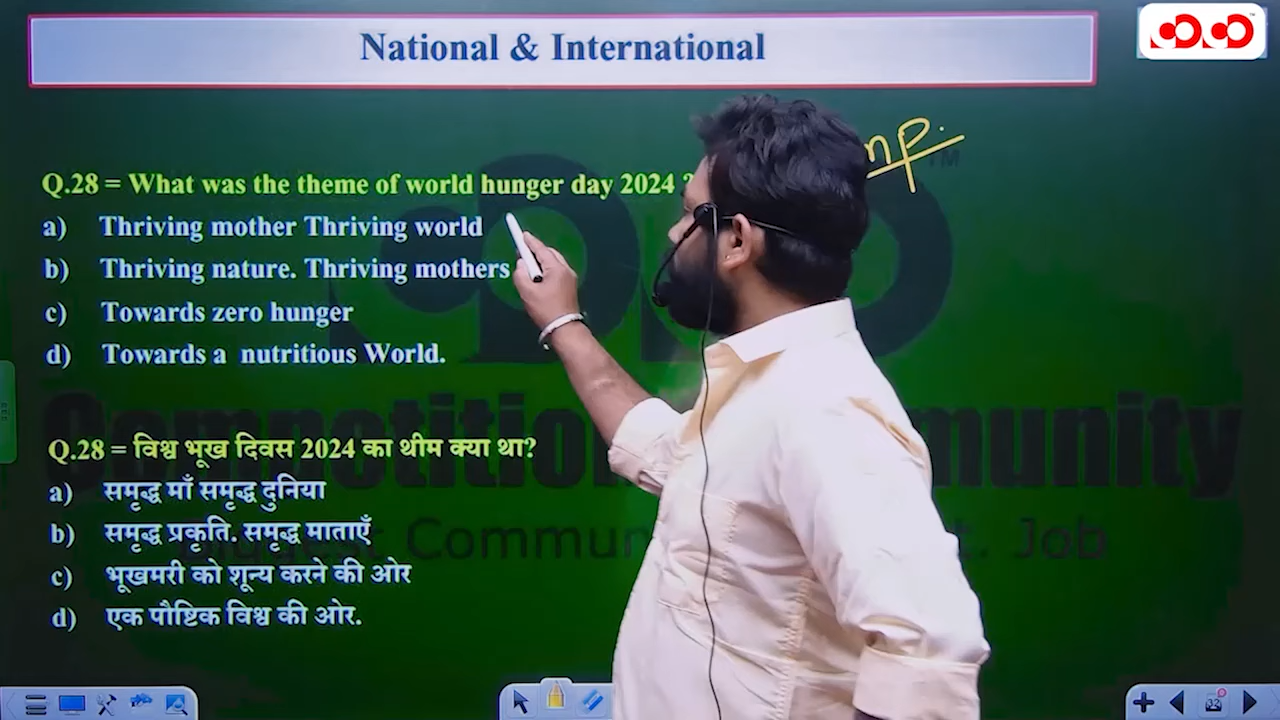 National & International
mp.
Q.28 = What was the theme of world hunger day 2024 ?
a) Thriving mother Thriving world
b) Thriving nature. Thriving mothers
c) Towards zero hunger
d) Towards a nutritious World.
Q.28 = विश्व भूख दिवस 2024 का थीम क्या था?
a) समृद्ध माँ समृद्ध दुनिया
b) समृद्ध प्रकृति. समृद्ध माताएँ
c) भूखमरी को शून्य करने की ओर
d) एक पौष्टिक विश्व की ओर.